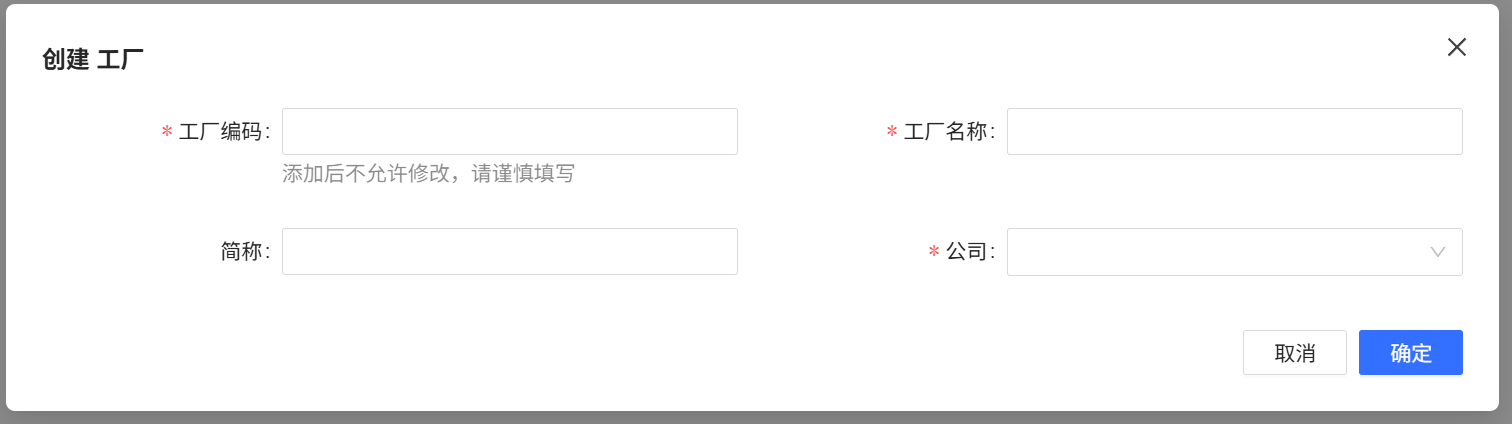 创建 工厂
* 工厂编码:
* 工厂名称:
添加后不允许修改，请谨慎填写
简称:
* 公司:
取消
确定